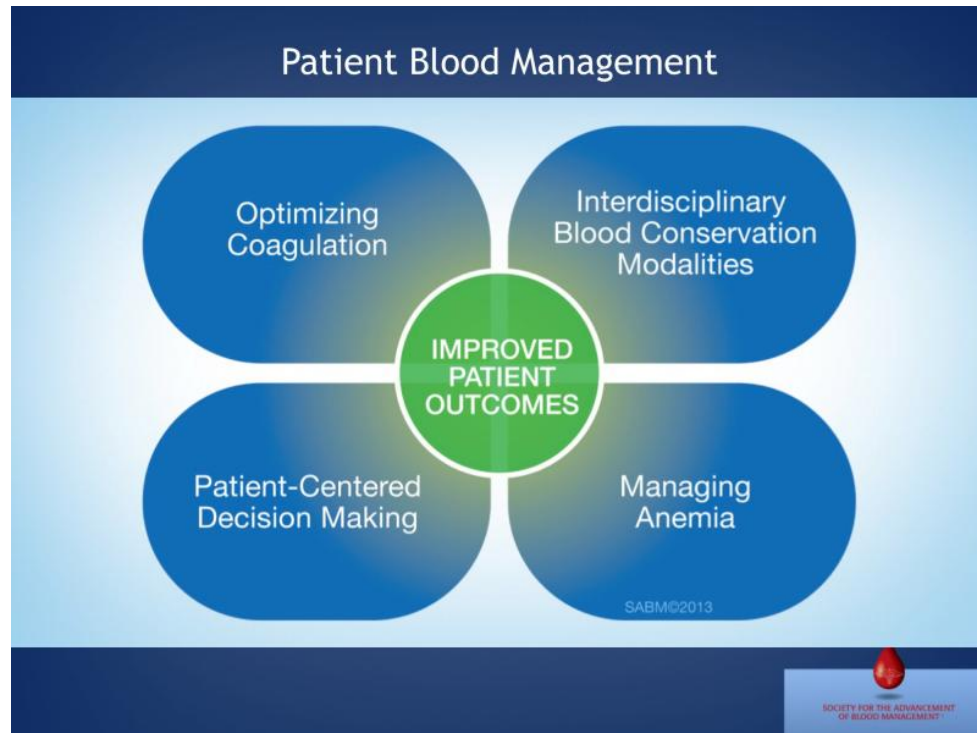 Patient Blood Management
Optimizing
Coagulation
Interdisciplinary
Blood Conservation
Modalities
IMPROVED
PATIENT
OUTCOMES
Patient-Centered
Decision Making
Managing
Anemia
SABM©2013
SOCIETY FOR THE ADVANCEMENT
OF BLOOD MANAGEMENT